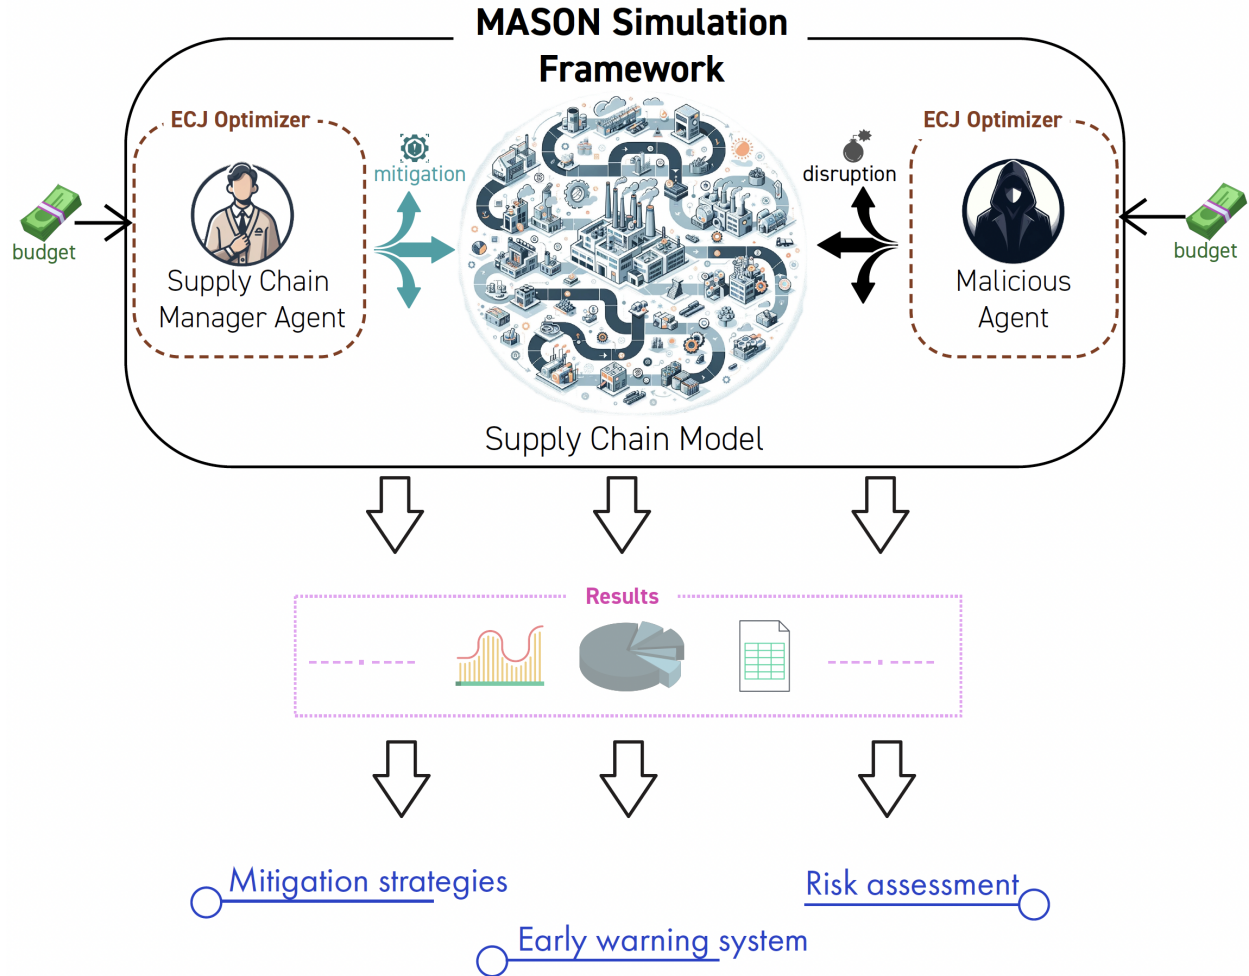 MASON Simulation
Framework
ECJ Optimizer
ECJ Optimizer
mitigation
disruption
budget
budget
Supply Chain
Manager Agent
Malicious
Agent
Supply Chain Model
Results
Mitigation strategies
Risk assessment
Early warning system